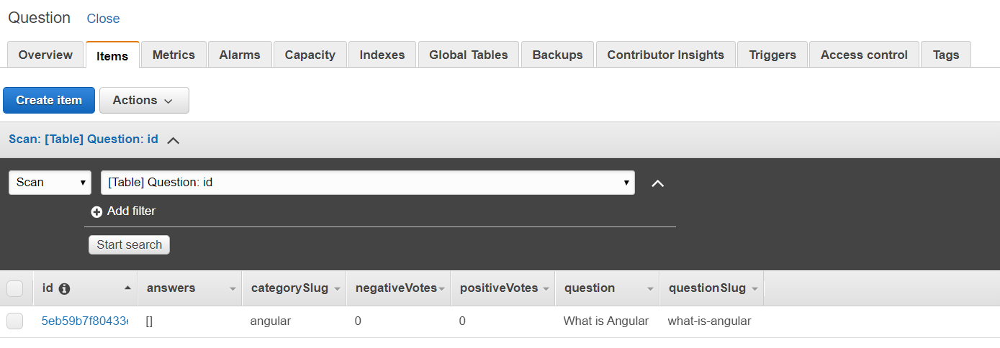 Question Close
Overview Items Metrics Alarms Capacity Indexes Global Tables Backups Contributor Insights Triggers Access control Tags
Create item Actions
Scan: [Table] Question: id
Scan [Table] Question: id
Add filter
Start search
id answers categorySlug negativeVotes positiveVotes question questionSlug
5eb59b7f80433 [] angular 0 0 What is Angular what-is-angular